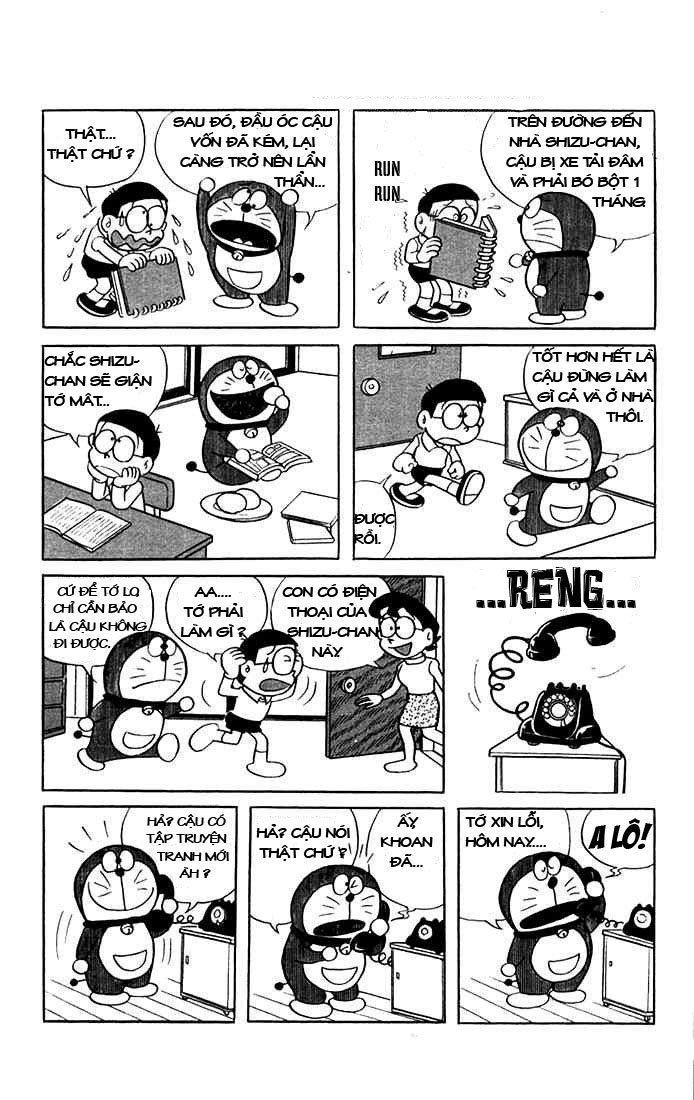 TRÊN ĐƯỜNG ĐẾN
NHÀ SHIZU-CHAN,
CẬU BỊ XE TẢI ĐÂM
VÀ PHẢI BÓ BỘT 1
THÁNG
RUN
RUN
SAU ĐÓ, ĐẦU ÓC CẬU
VỐN ĐÃ KÉM, LẠI
CÀNG TRỞ NÊN LẨN
THẨN...
THẬT....
THẬT CHỨ ?
TỐT HƠN HẾT LÀ
CẬU ĐỪNG LÀM
GÌ CẢ VÀ Ở NHÀ
THÔI.
ĐƯỢC
RỒI.
CHẮC SHIZU-
CHAN SẼ GIẬN
TỚ MẤT...
...RENG...
CON CÓ ĐIỆN
THOẠI CỦA
SHIZU-CHAN
NÀY
AA....
TỚ PHẢI
LÀM GÌ ?
CỨ ĐỂ TỚ LO,
CHỈ CẦN BẢO
LÀ CẬU KHÔNG
ĐI ĐƯỢC.
A LÔ!
TỚ XIN LỖI,
HÔM NAY....
ẤY,
KHOAN
ĐÃ...
HẢ? CẬU NÓI
THẬT CHỨ ?
HẢ? CẬU CÓ
TẬP TRUYỆN
TRANH MỚI
ÀH ?